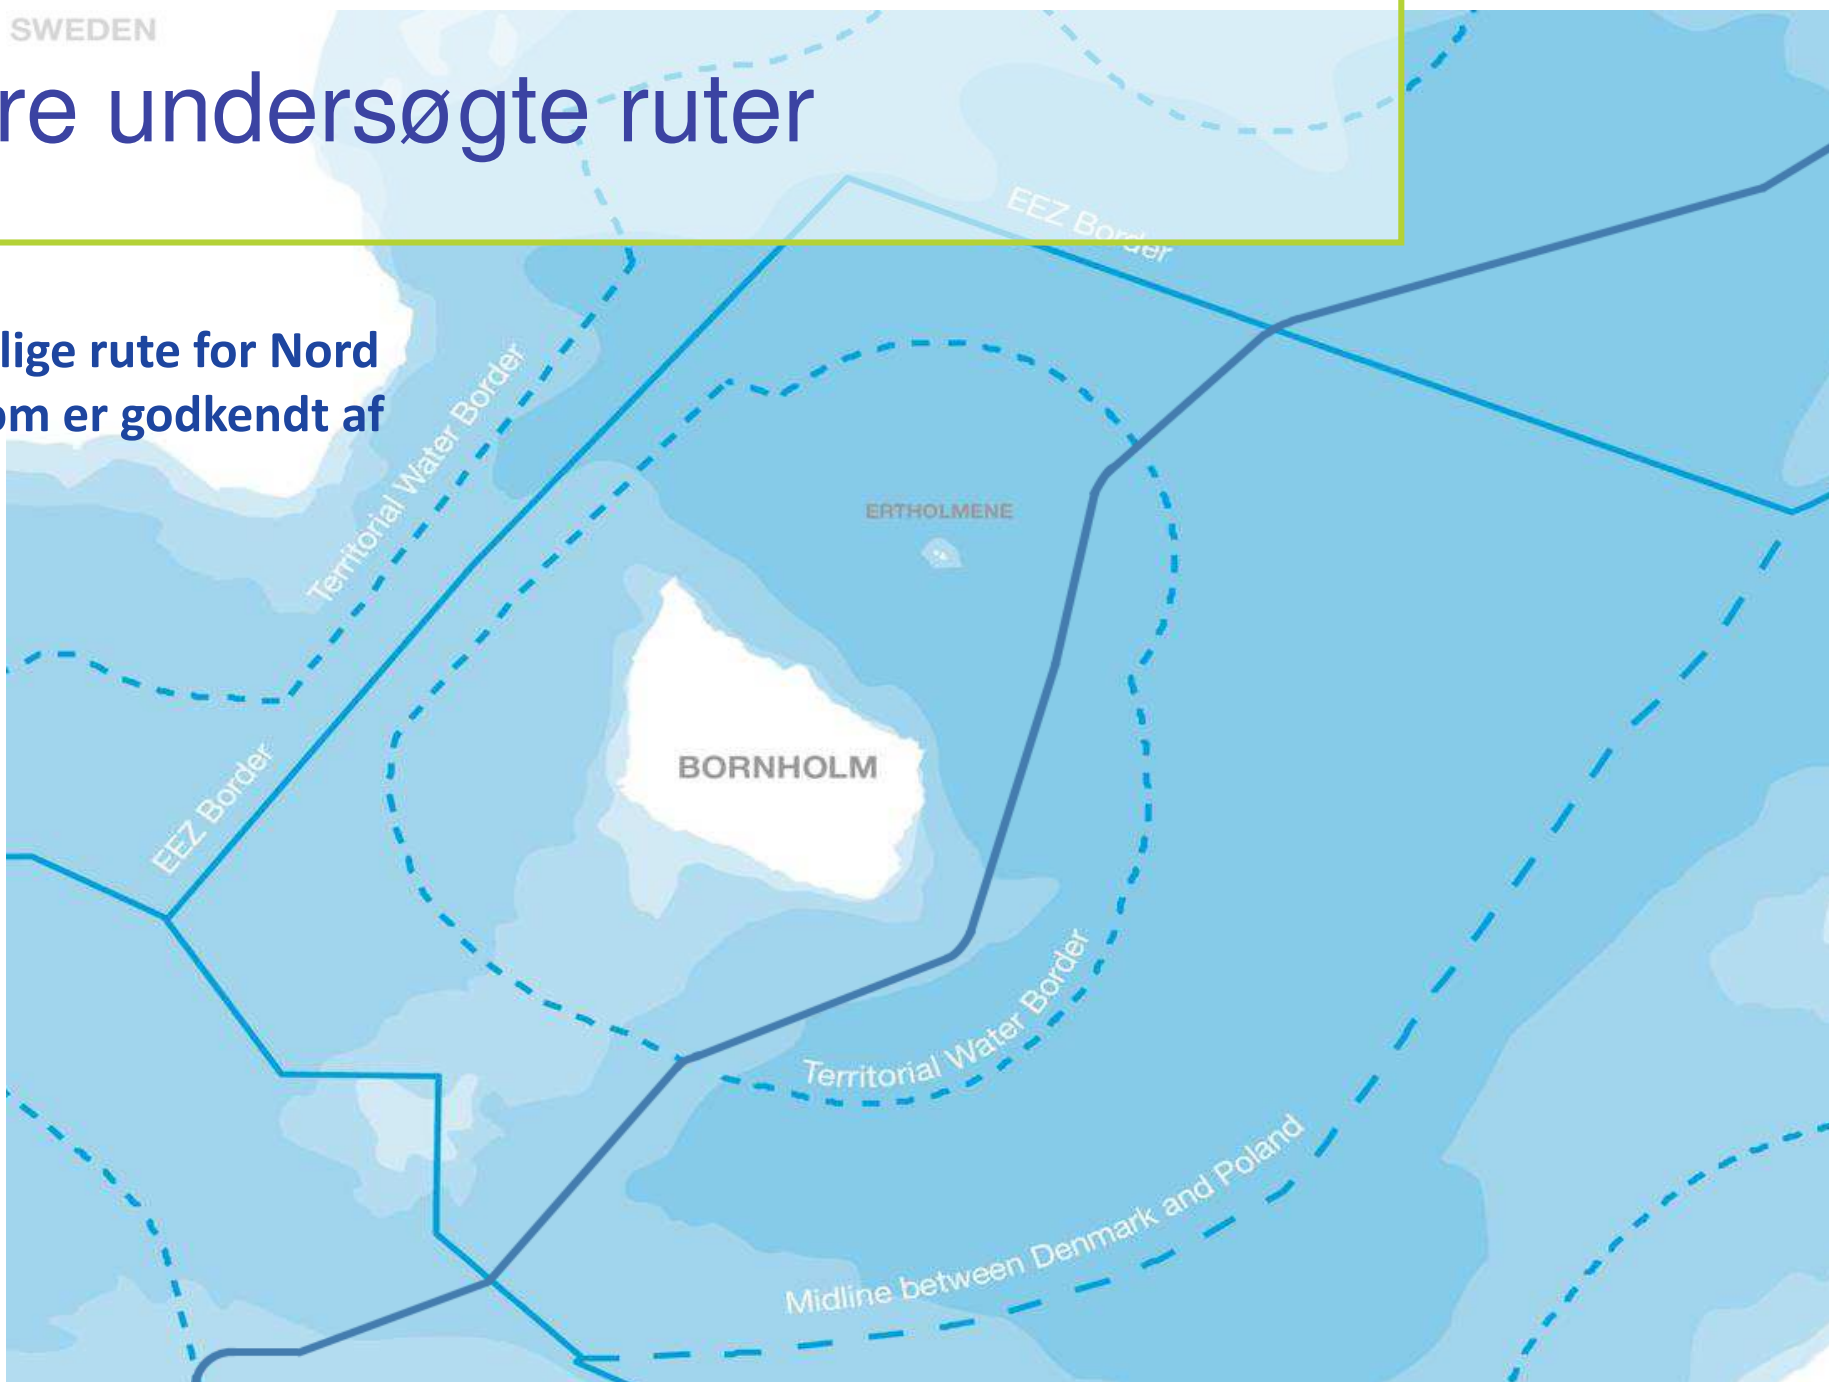 SWEDEN
re undersøgte ruter
EEZ Border
lige rute for Nord
om er godkendt af
Territorial Water Border
ERTHOLMENE
BORNHOLM
EEZ Border
Territorial Water Border
Midline between Denmark and Poland